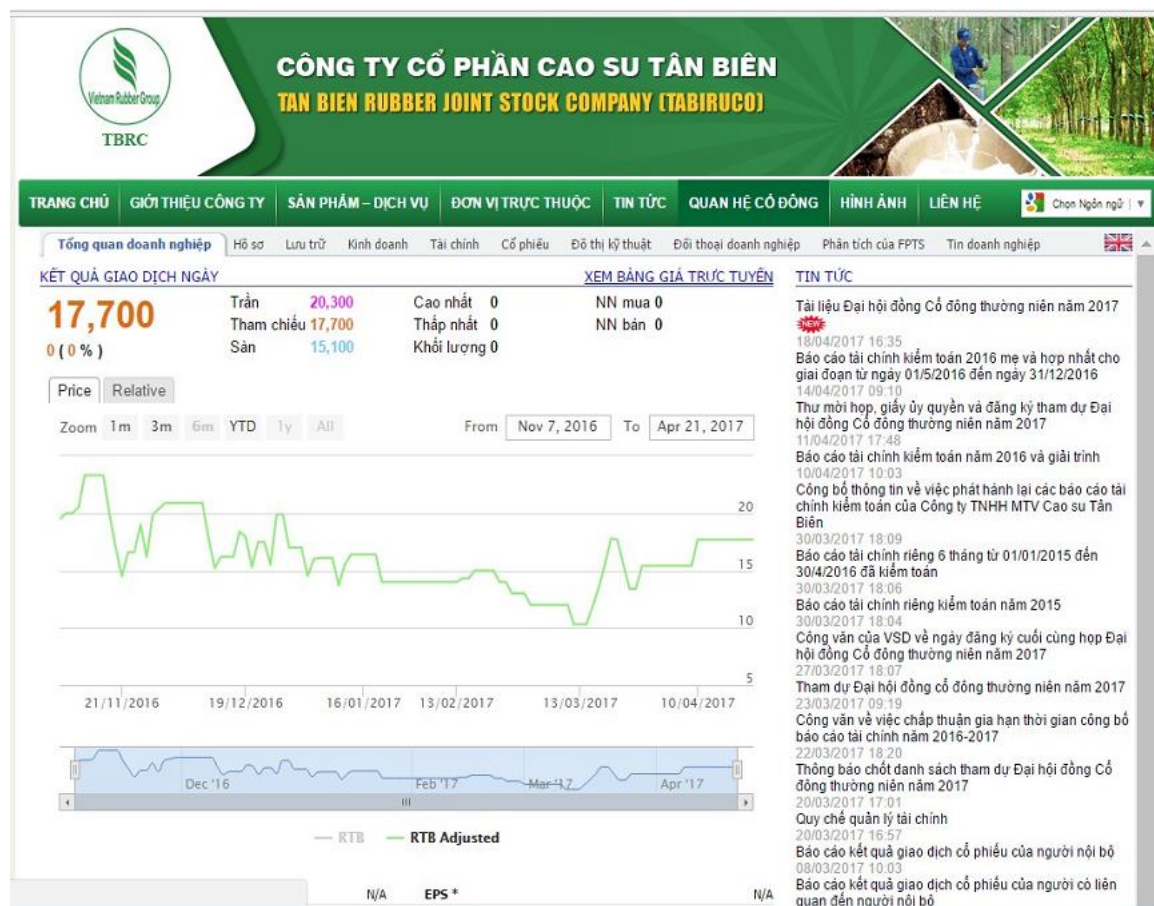 Vietnam Rubber Group
TBRC
CÔNG TY CỔ PHẦN CAO SU TÂN BIÊN
TAN BIEN RUBBER JOINT STOCK COMPANY (TABIRUCO)
TRANG CHỦ GIỚI THIỆU CÔNG TY SẢN PHẨM – DỊCH VỤ ĐƠN VỊ TRỰC THUỘC TIN TỨC QUAN HỆ CỔ ĐÔNG HÌNH ẢNH LIÊN HỆ Chọn Ngôn ngữ
Tổng quan doanh nghiệp Hồ sơ Lưu trữ Kinh doanh Tài chính Cổ phiếu Đồ thị kỹ thuật Đối thoại doanh nghiệp Phân tích của FPTS Tin doanh nghiệp
KẾT QUẢ GIAO DỊCH NGÀY XEM BẢNG GIÁ TRỰC TUYẾN
17,700
0 ( 0 % )
Trần 20,300 Cao nhất 0 NN mua 0
Tham chiếu 17,700 Thấp nhất 0 NN bán 0
Sàn 15,100 Khối lượng 0
Price Relative
Zoom 1m 3m 6m YTD 1y All From Nov 7, 2016 To Apr 21, 2017
20
15
10
5
21/11/2016 19/12/2016 16/01/2017 13/02/2017 13/03/2017 10/04/2017
Dec '16 Feb '17 Mar '17 Apr '17
RTB RTB Adjusted
N/A EPS * N/A
TIN TỨC
Tài liệu Đại hội đồng Cổ đông thường niên năm 2017
NEW
18/04/2017 16:35
Báo cáo tài chính kiểm toán 2016 mẹ và hợp nhất cho
giai đoạn từ ngày 01/5/2016 đến ngày 31/12/2016
14/04/2017 09:10
Thư mời họp, giấy ủy quyền và đăng ký tham dự Đại
hội đồng Cổ đông thường niên năm 2017
11/04/2017 17:48
Báo cáo tài chính kiểm toán năm 2016 và giải trình
10/04/2017 10:03
Công bố thông tin về việc phát hành lại các báo cáo tài
chính kiểm toán của Công ty TNHH MTV Cao su Tân
Biên
30/03/2017 18:09
Báo cáo tài chính riêng 6 tháng từ 01/01/2015 đến
30/4/2016 đã kiểm toán
30/03/2017 18:06
Báo cáo tài chính riêng kiểm toán năm 2015
30/03/2017 18:04
Công văn của VSD về ngày đăng ký cuối cùng họp Đại
hội đồng Cổ đông thường niên năm 2017
27/03/2017 18:07
Tham dự Đại hội đồng cổ đông thường niên năm 2017
23/03/2017 09:19
Công văn về việc chấp thuận gia hạn thời gian công bố
báo cáo tài chính năm 2016-2017
22/03/2017 18:20
Thông báo chốt danh sách tham dự Đại hội đồng Cổ
đông thường niên năm 2017
20/03/2017 17:01
Quy chế quản lý tài chính
20/03/2017 16:57
Báo cáo kết quả giao dịch cổ phiếu của người nội bộ
08/03/2017 10:03
Báo cáo kết quả giao dịch cổ phiếu của người có liên
quan đến người nội bộ